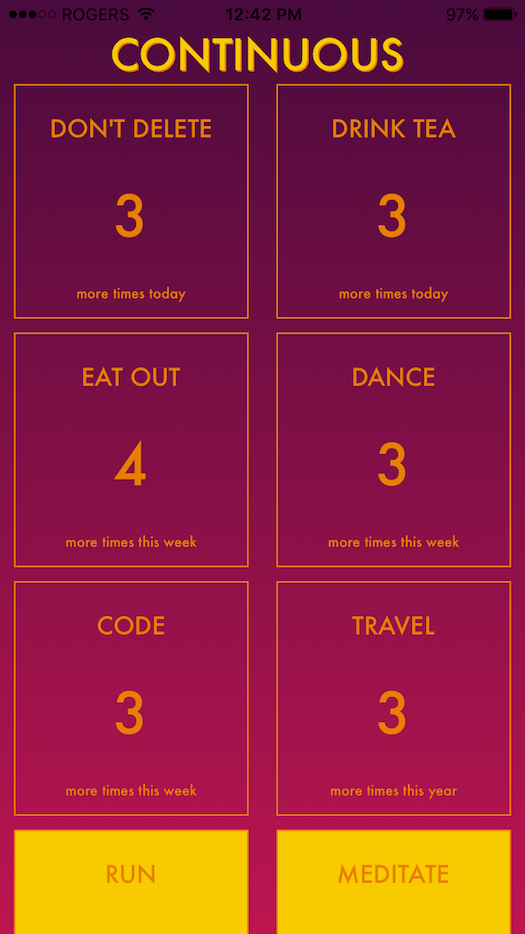 ROGERS 12:42 PM 97%
CONTINUOUS
DON'T DELETE
3
more times today
DRINK TEA
3
more times today
EAT OUT
4
more times this week
DANCE
3
more times this week
CODE
3
more times this week
TRAVEL
3
more times this year
RUN
MEDITATE